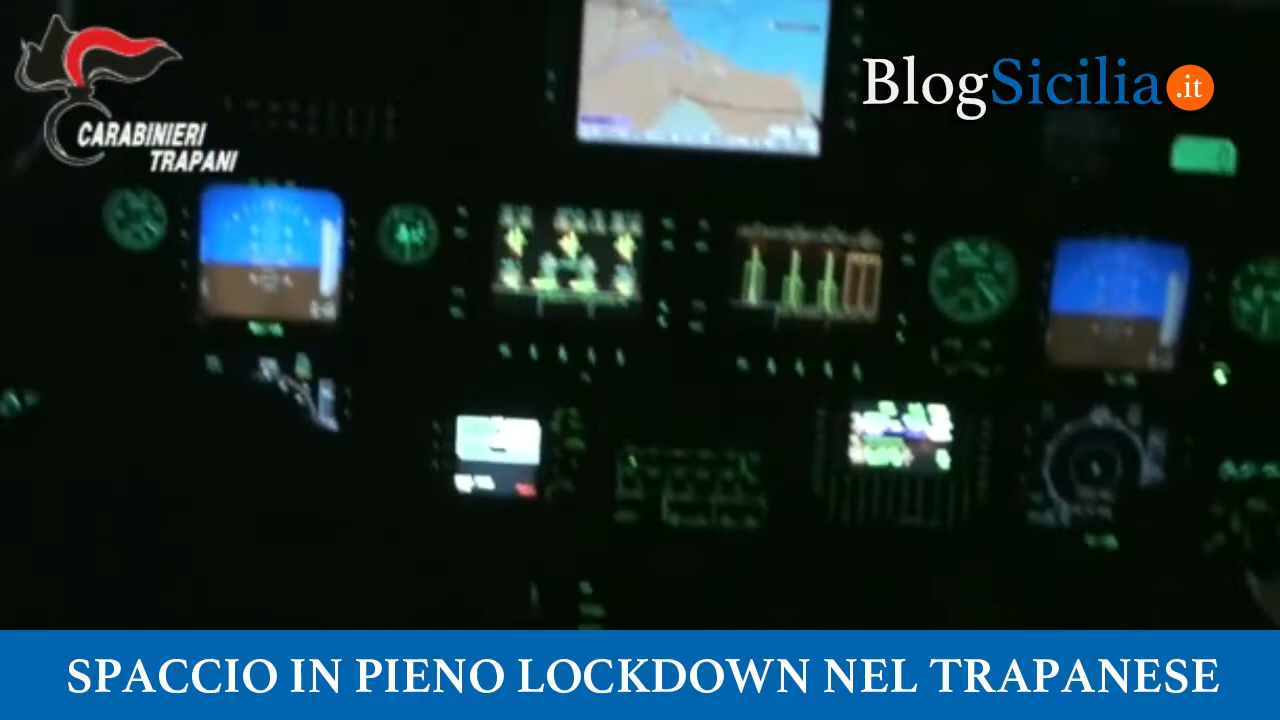 CARABINIERI
TRAPANI
BlogSicilia.it
SPACCIO IN PIENO LOCKDOWN NEL TRAPANESE